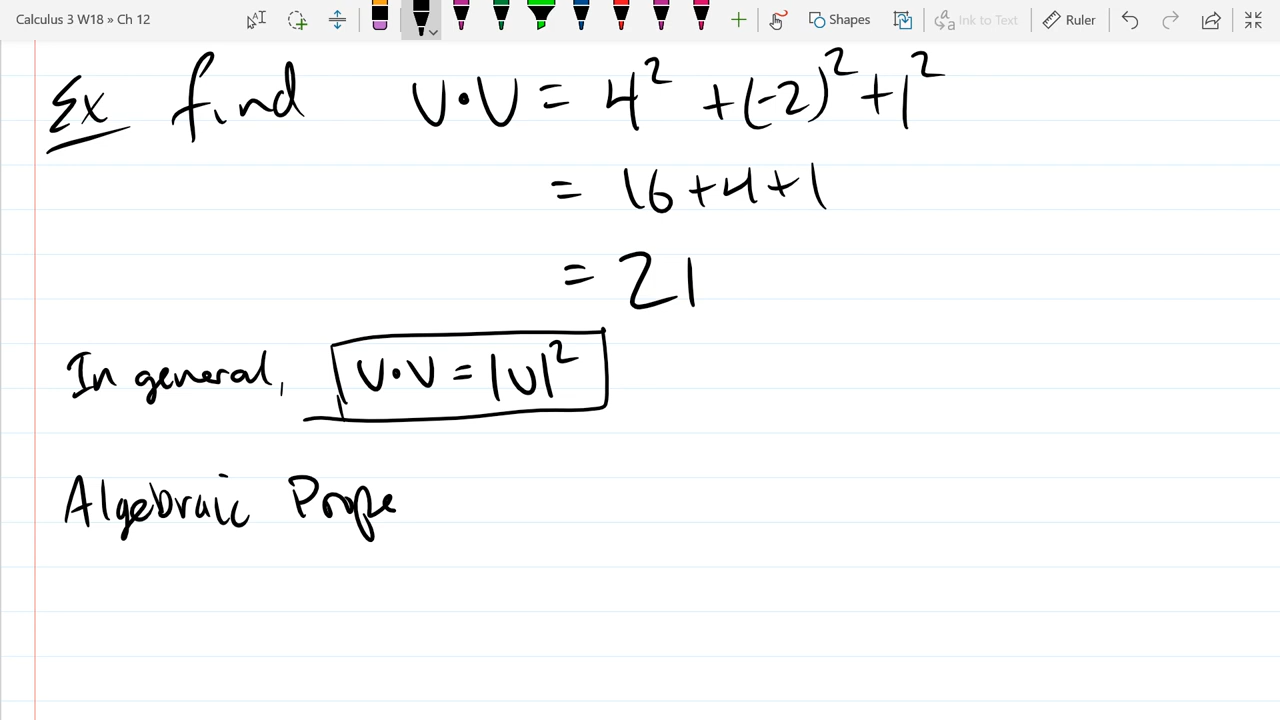 Calculus 3 W18 » Ch 12
Shapes
Ink to Text
Ruler
Ex find V•V = 4² + (-2)² + 1²
= 16 + 4 + 1
= 21
In general, V•V = |V|²
Algebraic Prope